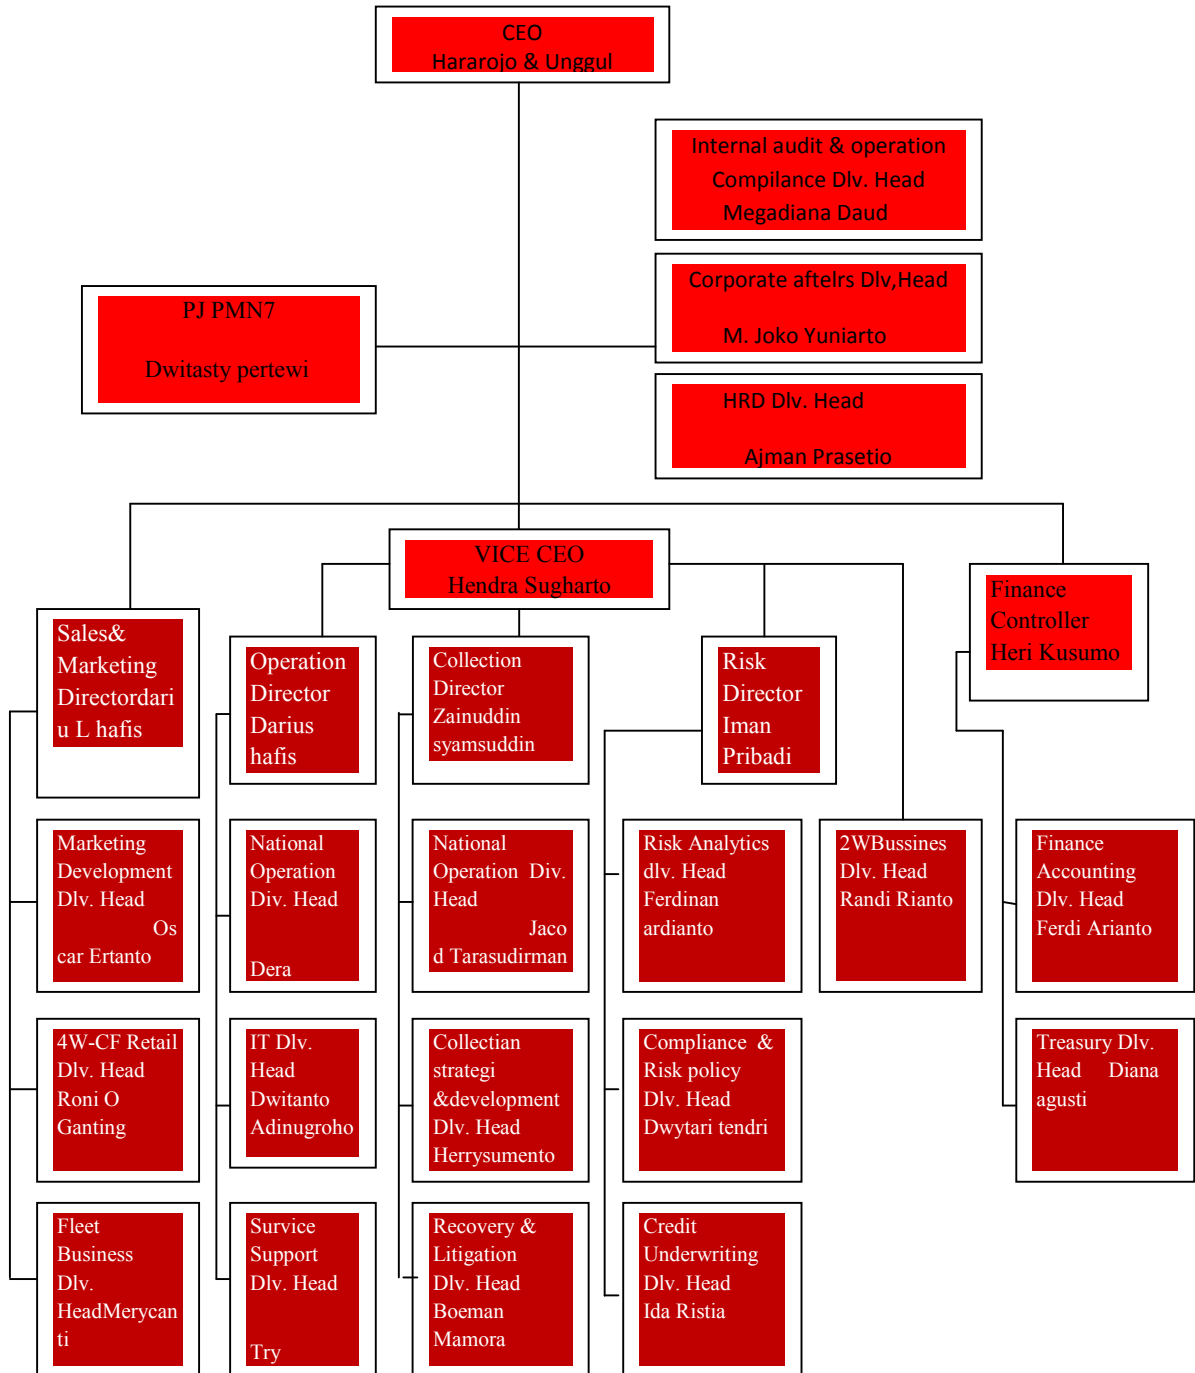 CEO
Hararojo & Unggul
Internal audit & operation
Compilance Dlv. Head
Megadiana Daud
Corporate aftelrs Dlv,Head
M. Joko Yuniarto
PJ PMN7
Dwitasty pertewi
HRD Dlv. Head
Ajman Prasetio
VICE CEO
Hendra Sugharto
Finance
Controller
Heri Kusumo
Sales&
Marketing
Directordari
u L hafis
Operation
Director
Darius
hafis
Collection
Director
Zainuddin
syamsuddin
Risk
Director
Iman
Pribadi
Marketing
Development
Dlv. Head
Os
car Ertanto
National
Operation
Div. Head
Dera
National
Operation Div.
Head
Jaco
d Tarasudirman
Risk Analytics
dlv. Head
Ferdinan
ardianto
2WBussines
Dlv. Head
Randi Rianto
Finance
Accounting
Dlv. Head
Ferdi Arianto
4W-CF Retail
Dlv. Head
Roni O
Ganting
IT Dlv.
Head
Dwitanto
Adinugroho
Collectian
strategi
&development
Dlv. Head
Herrysumento
Compliance &
Risk policy
Dlv. Head
Dwytari tendri
Treasury Dlv.
Head Diana
agusti
Fleet
Business
Dlv.
HeadMerycan
ti
Survice
Support
Dlv. Head
Try
Recovery &
Litigation
Dlv. Head
Boeman
Mamora
Credit
Underwriting
Dlv. Head
Ida Ristia